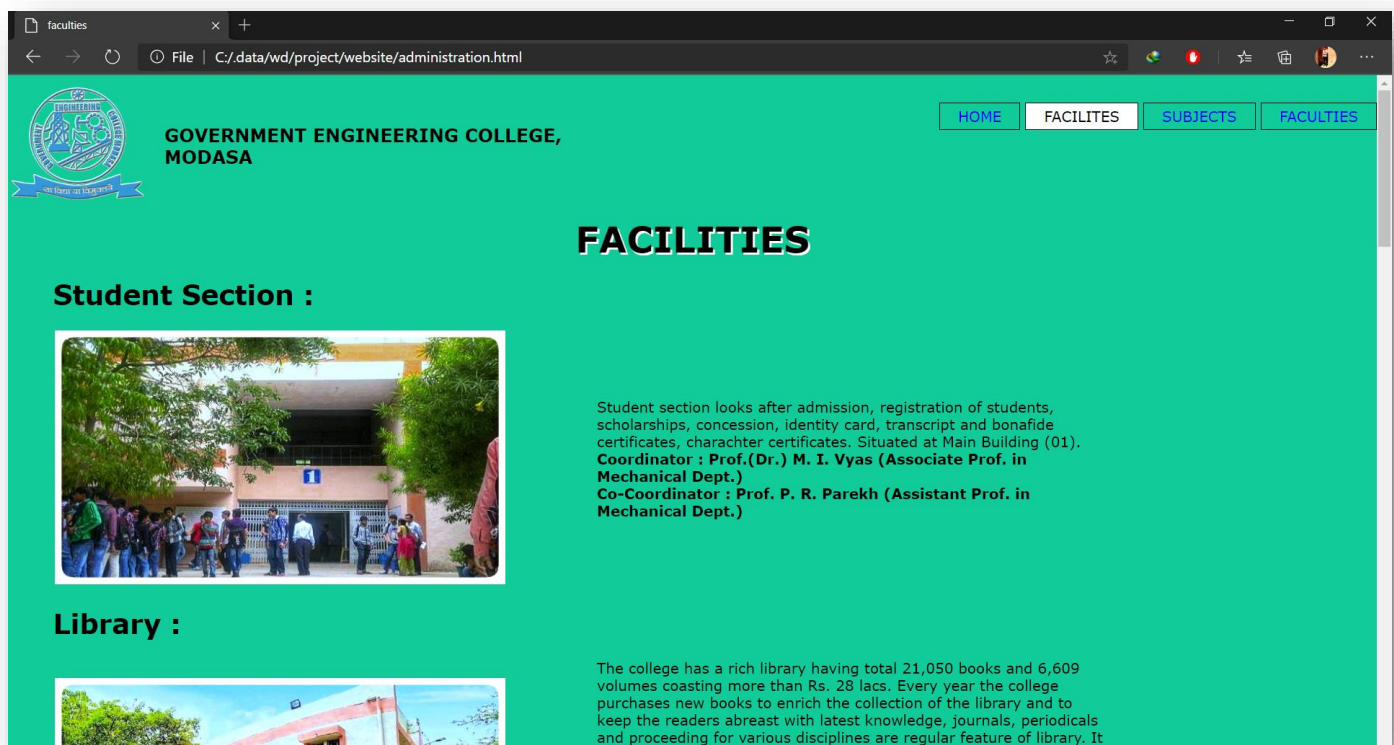 faculties
File | C:/.data/wd/project/website/administration.html
ENGINEERING
GOVERNMENT ENGINEERING COLLEGE,
MODASA
HOME FACILITES SUBJECTS FACULTIES
FACILITIES
Student Section :
1
Student section looks after admission, registration of students,
scholarships, concession, identity card, transcript and bonafide
certificates, charachter certificates. Situated at Main Building (01).
Coordinator : Prof.(Dr.) M. I. Vyas (Associate Prof. in
Mechanical Dept.)
Co-Coordinator : Prof. P. R. Parekh (Assistant Prof. in
Mechanical Dept.)
Library :
The college has a rich library having total 21,050 books and 6,609
volumes coasting more than Rs. 28 lacs. Every year the college
purchases new books to enrich the collection of the library and to
keep the readers abreast with latest knowledge, journals, periodicals
and proceeding for various disciplines are regular feature of library. It